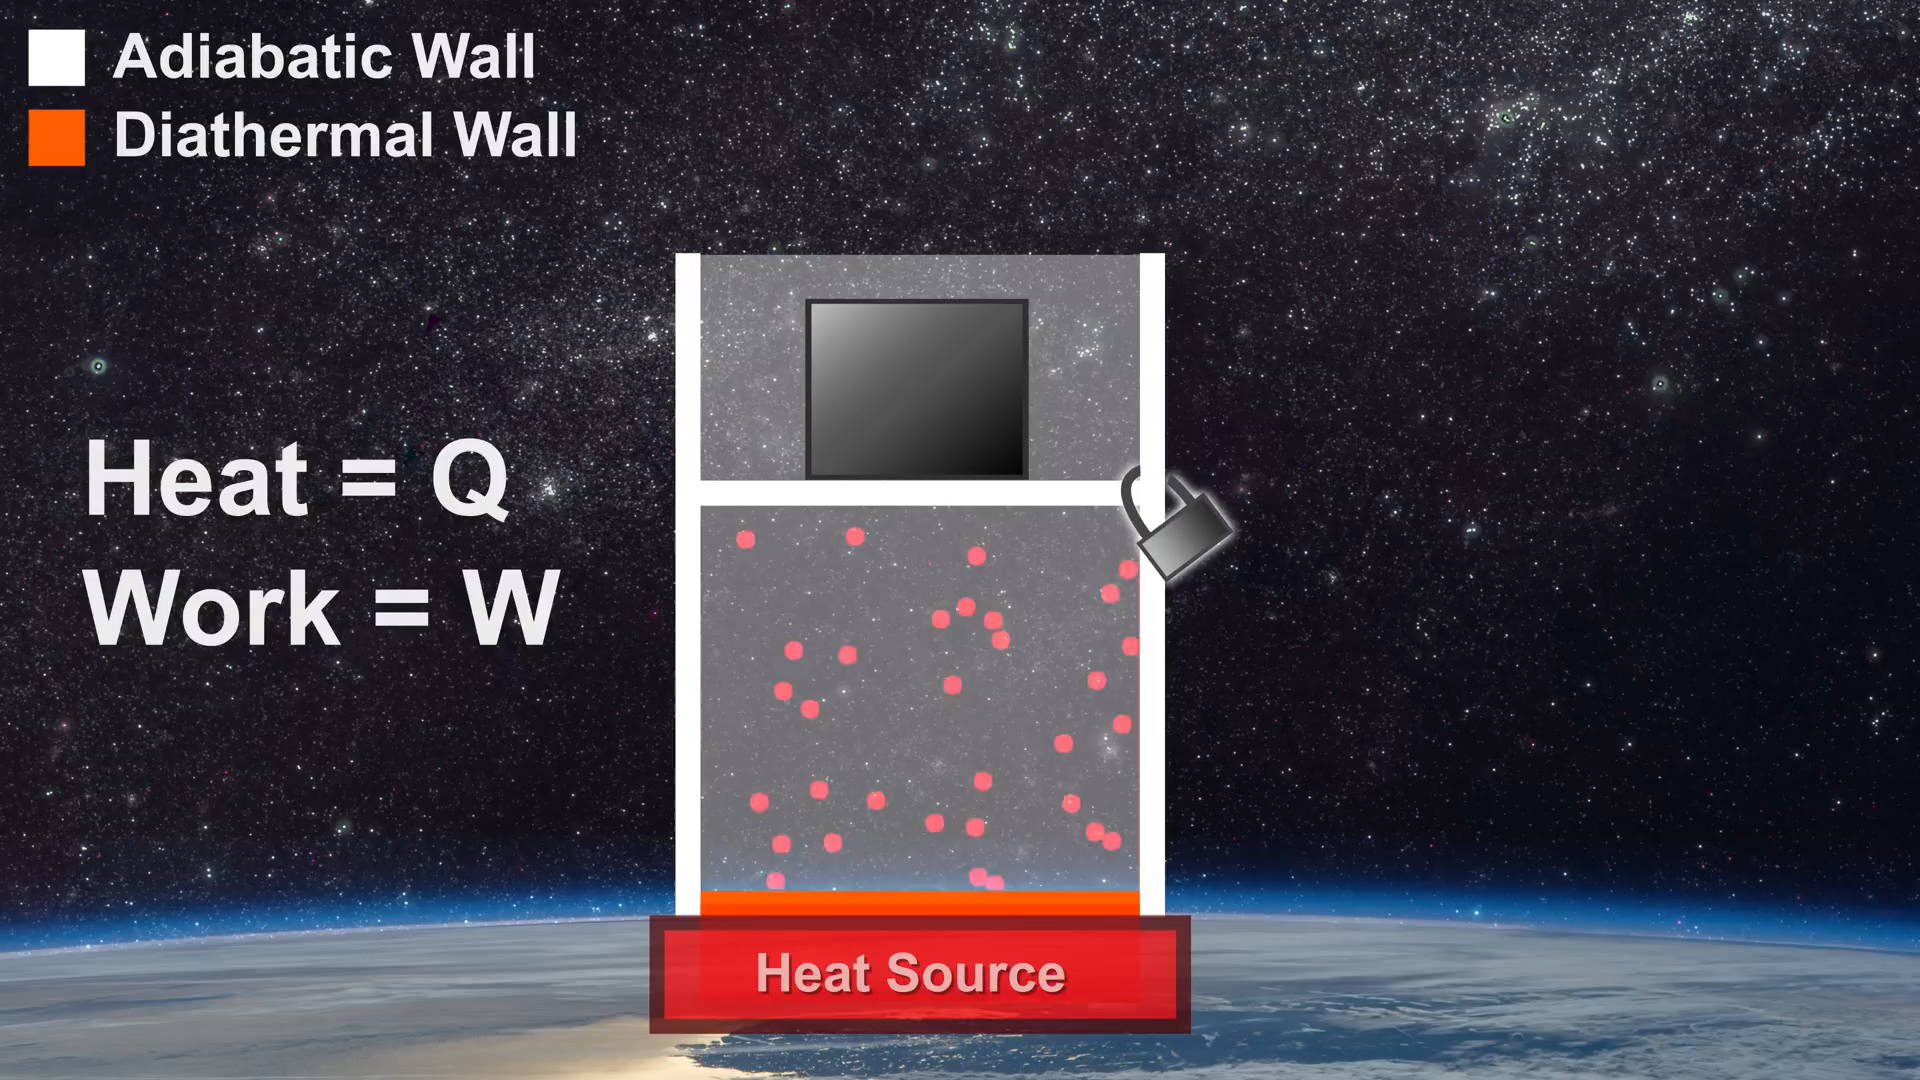 Adiabatic Wall
Diathermal Wall
Heat = Q
Work = W
Heat Source